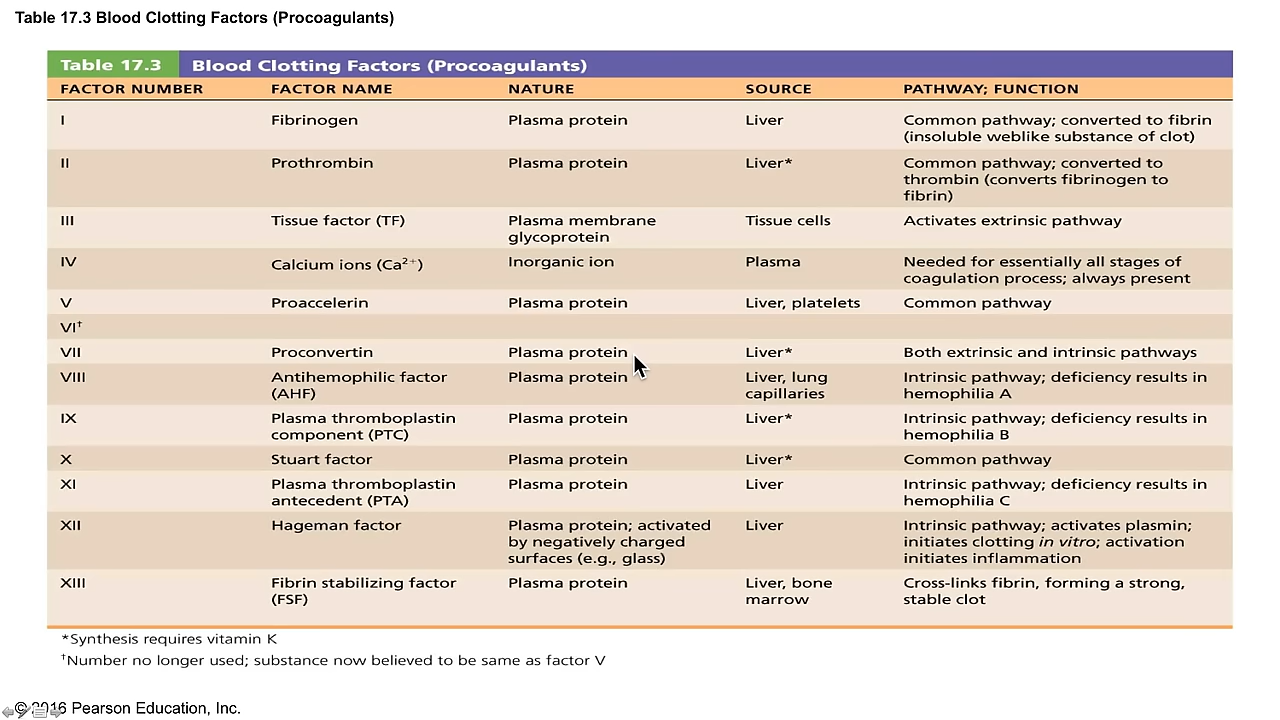 Table 17.3 Blood Clotting Factors (Procoagulants)
Table 17.3 Blood Clotting Factors (Procoagulants)
FACTOR NUMBER FACTOR NAME NATURE SOURCE PATHWAY; FUNCTION
I Fibrinogen Plasma protein Liver Common pathway; converted to fibrin
(insoluble weblike substance of clot)
II Prothrombin Plasma protein Liver* Common pathway; converted to
thrombin (converts fibrinogen to
fibrin)
III Tissue factor (TF) Plasma membrane Tissue cells Activates extrinsic pathway
glycoprotein
IV Calcium ions (Ca²⁺) Inorganic ion Plasma Needed for essentially all stages of
coagulation process; always present
V Proaccelerin Plasma protein Liver, platelets Common pathway
VI†
VII Proconvertin Plasma protein Liver* Both extrinsic and intrinsic pathways
VIII Antihemophilic factor Plasma protein Liver, lung Intrinsic pathway; deficiency results in
(AHF) capillaries hemophilia A
IX Plasma thromboplastin Plasma protein Liver* Intrinsic pathway; deficiency results in
component (PTC) hemophilia B
X Stuart factor Plasma protein Liver* Common pathway
XI Plasma thromboplastin Plasma protein Liver Intrinsic pathway; deficiency results in
antecedent (PTA) hemophilia C
XII Hageman factor Plasma protein; activated Liver Intrinsic pathway; activates plasmin;
by negatively charged initiates clotting in vitro; activation
surfaces (e.g., glass) initiates inflammation
XIII Fibrin stabilizing factor Plasma protein Liver, bone Cross-links fibrin, forming a strong,
(FSF) marrow stable clot
*Synthesis requires vitamin K
†Number no longer used; substance now believed to be same as factor V
© 2016 Pearson Education, Inc.